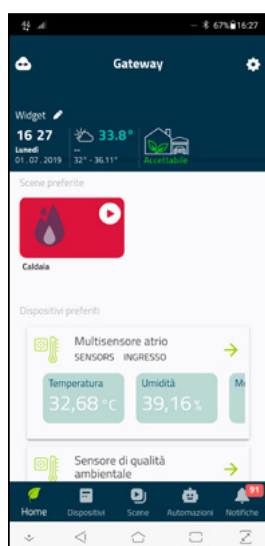 67% 16:27
Gateway
Widget
16 27
Lunedì
01.07.2019
33.8°
--
32° - 36.11°
Accettabile
Scene preferite
Caldaia
Dispositivi preferiti
Multisensore atrio
SENSORS INGRESSO
Temperatura
32,68 °C
Umidità
39,16 %
Sensore di qualità
ambientale
91
Home Dispositivi Scene Automazioni Notifiche